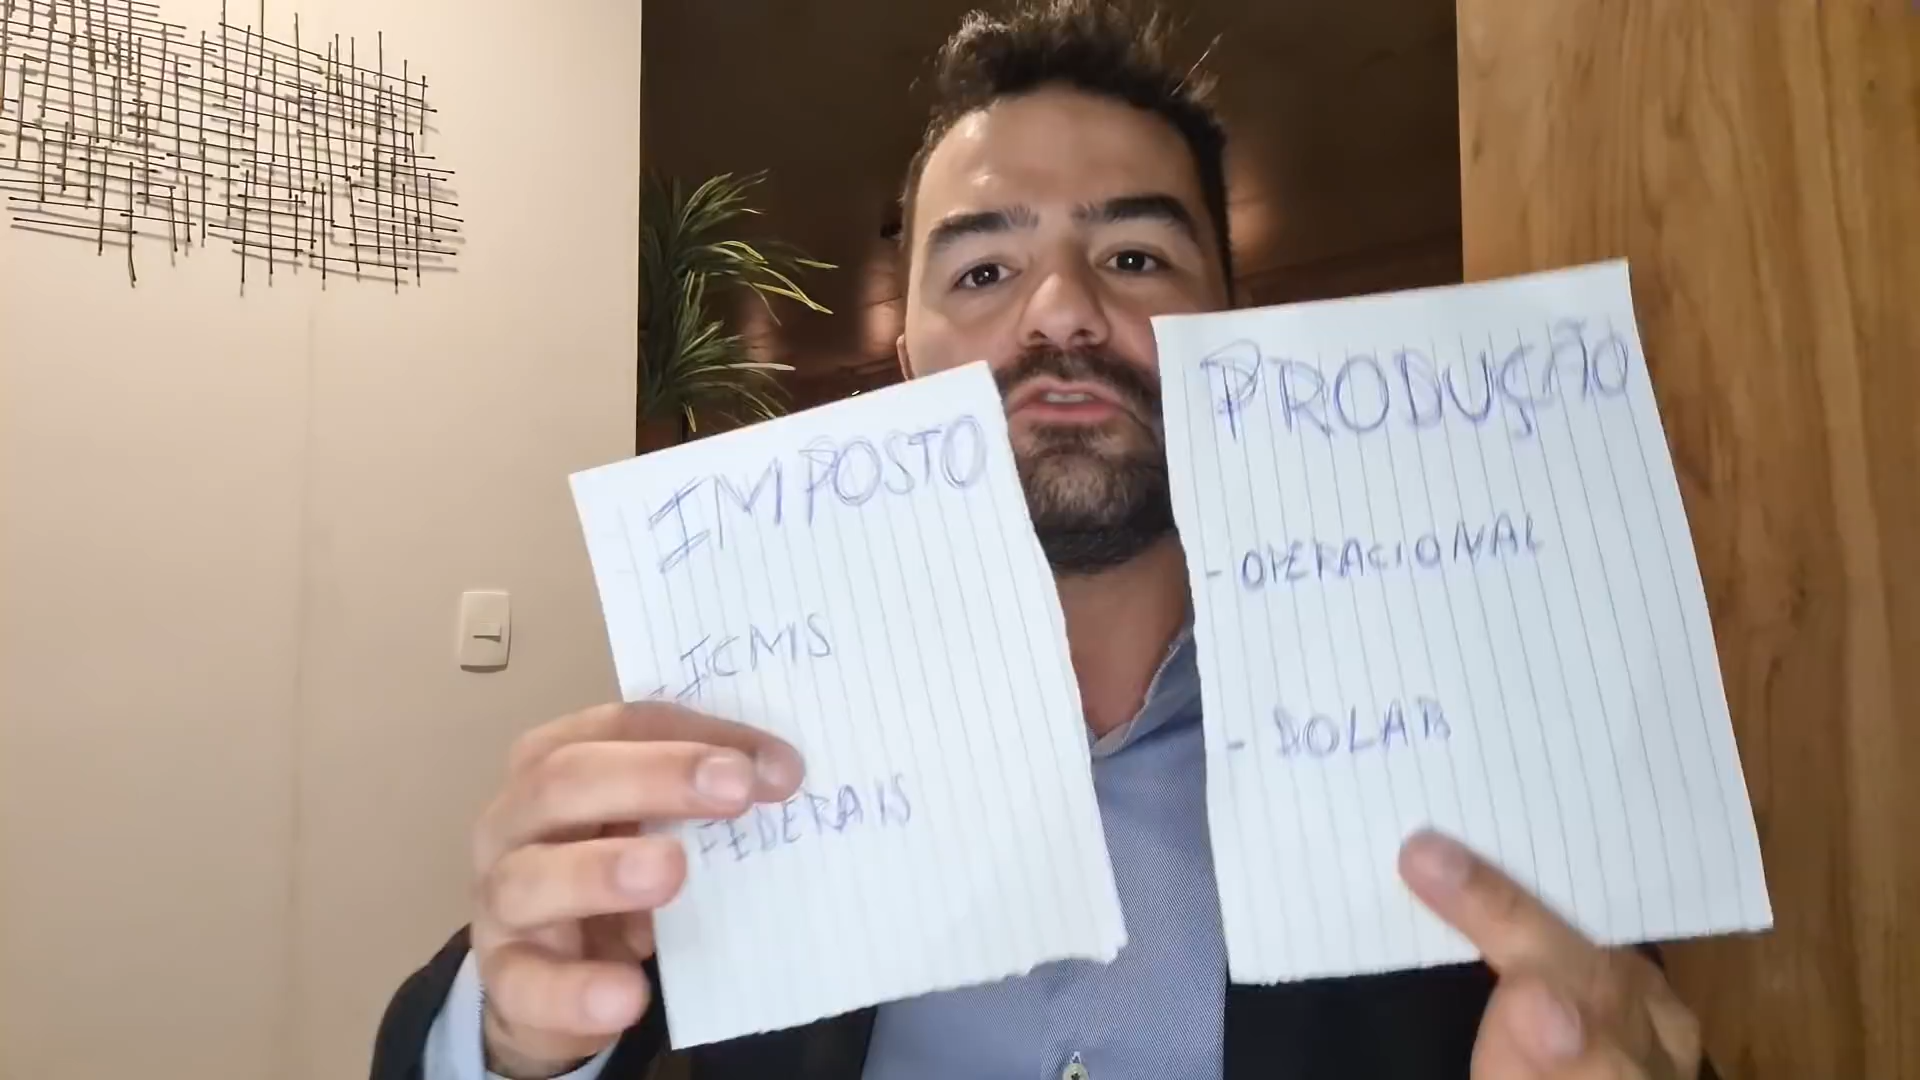 IMPOSTO
- ICMS
FEDERAIS
PRODUÇÃO
- OPERACIONAL
- DOLAR